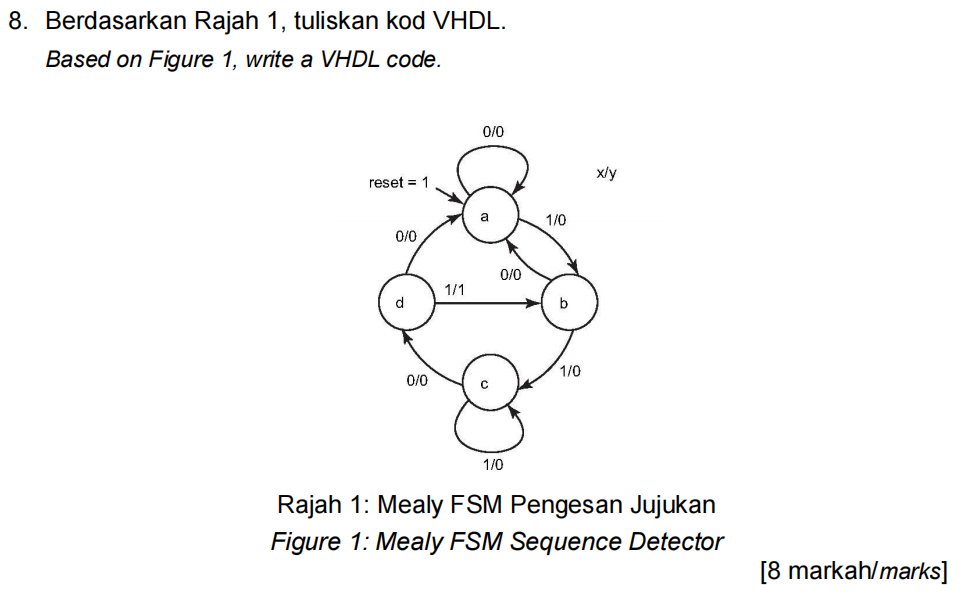 8. Berdasarkan Rajah 1, tuliskan kod VHDL.
Based on Figure 1, write a VHDL code.
0/0
x/y
reset = 1
a
1/0
0/0
0/0
1/1
d
b
1/0
0/0
c
1/0
Rajah 1: Mealy FSM Pengesan Jujukan
Figure 1: Mealy FSM Sequence Detector
[8 markah/marks]